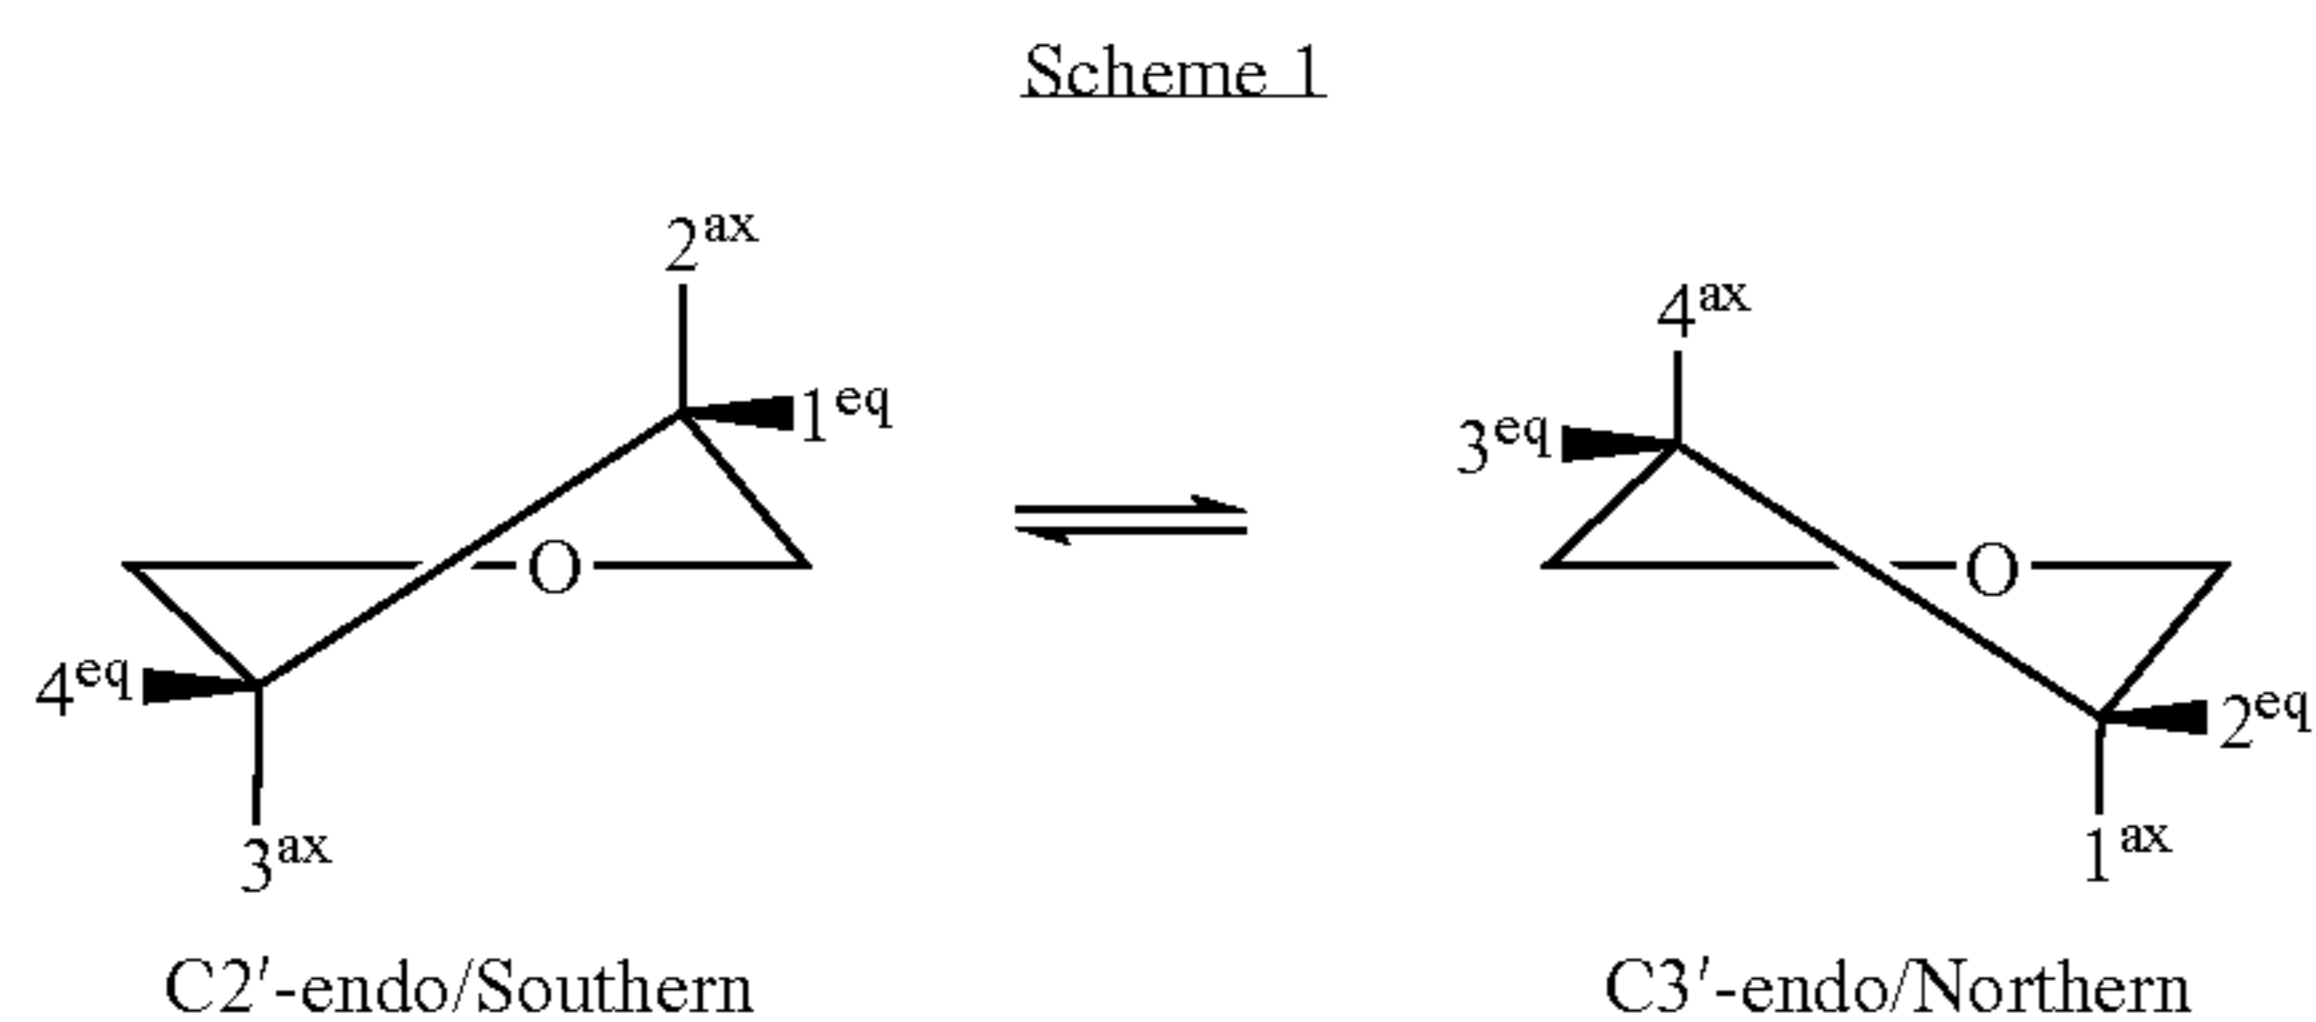 Scheme 1
2ax
4ax
1eq
3eq
O
O
4eq
2eq
3ax
1ax
C2′-endo/Southern
C3′-endo/Northern